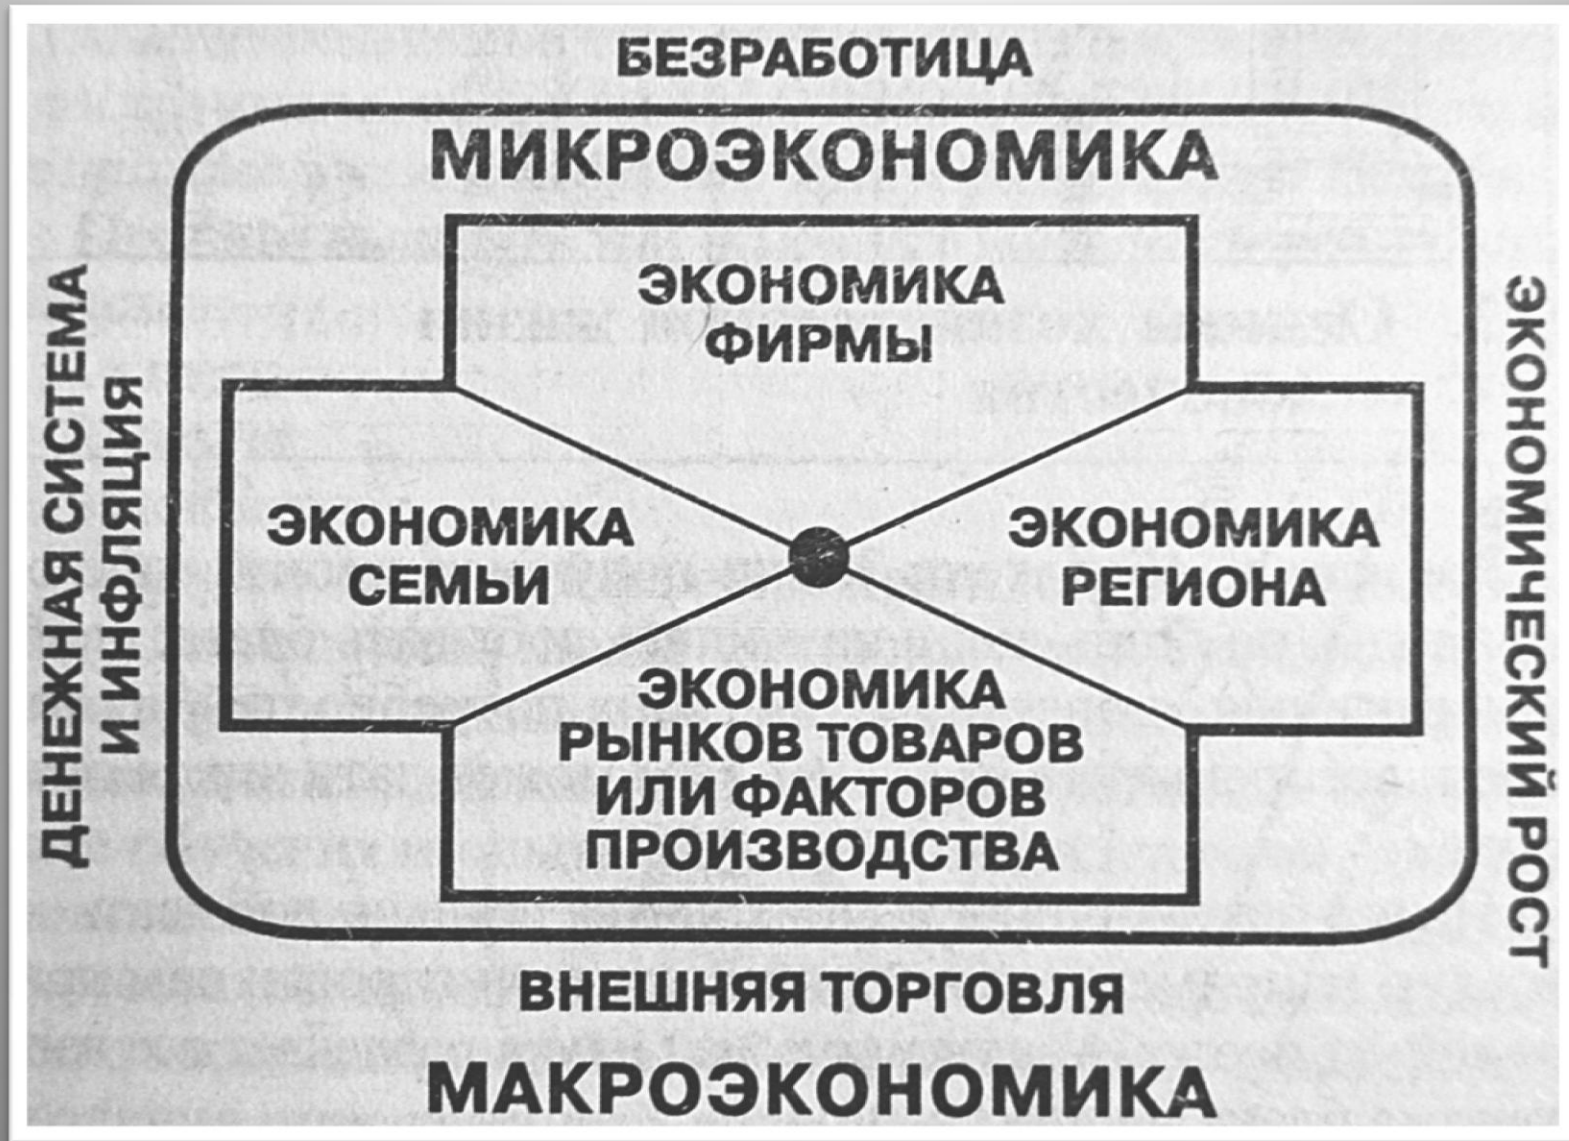 БЕЗРАБОТИЦА
МИКРОЭКОНОМИКА
ЭКОНОМИКА
ФИРМЫ
ДЕНЕЖНАЯ СИСТЕМА
И ИНФЛЯЦИЯ
ЭКОНОМИКА
СЕМЬИ
ЭКОНОМИКА
РЕГИОНА
ЭКОНОМИЧЕСКИЙ РОСТ
ЭКОНОМИКА
РЫНКОВ ТОВАРОВ
ИЛИ ФАКТОРОВ
ПРОИЗВОДСТВА
ВНЕШНЯЯ ТОРГОВЛЯ
МАКРОЭКОНОМИКА